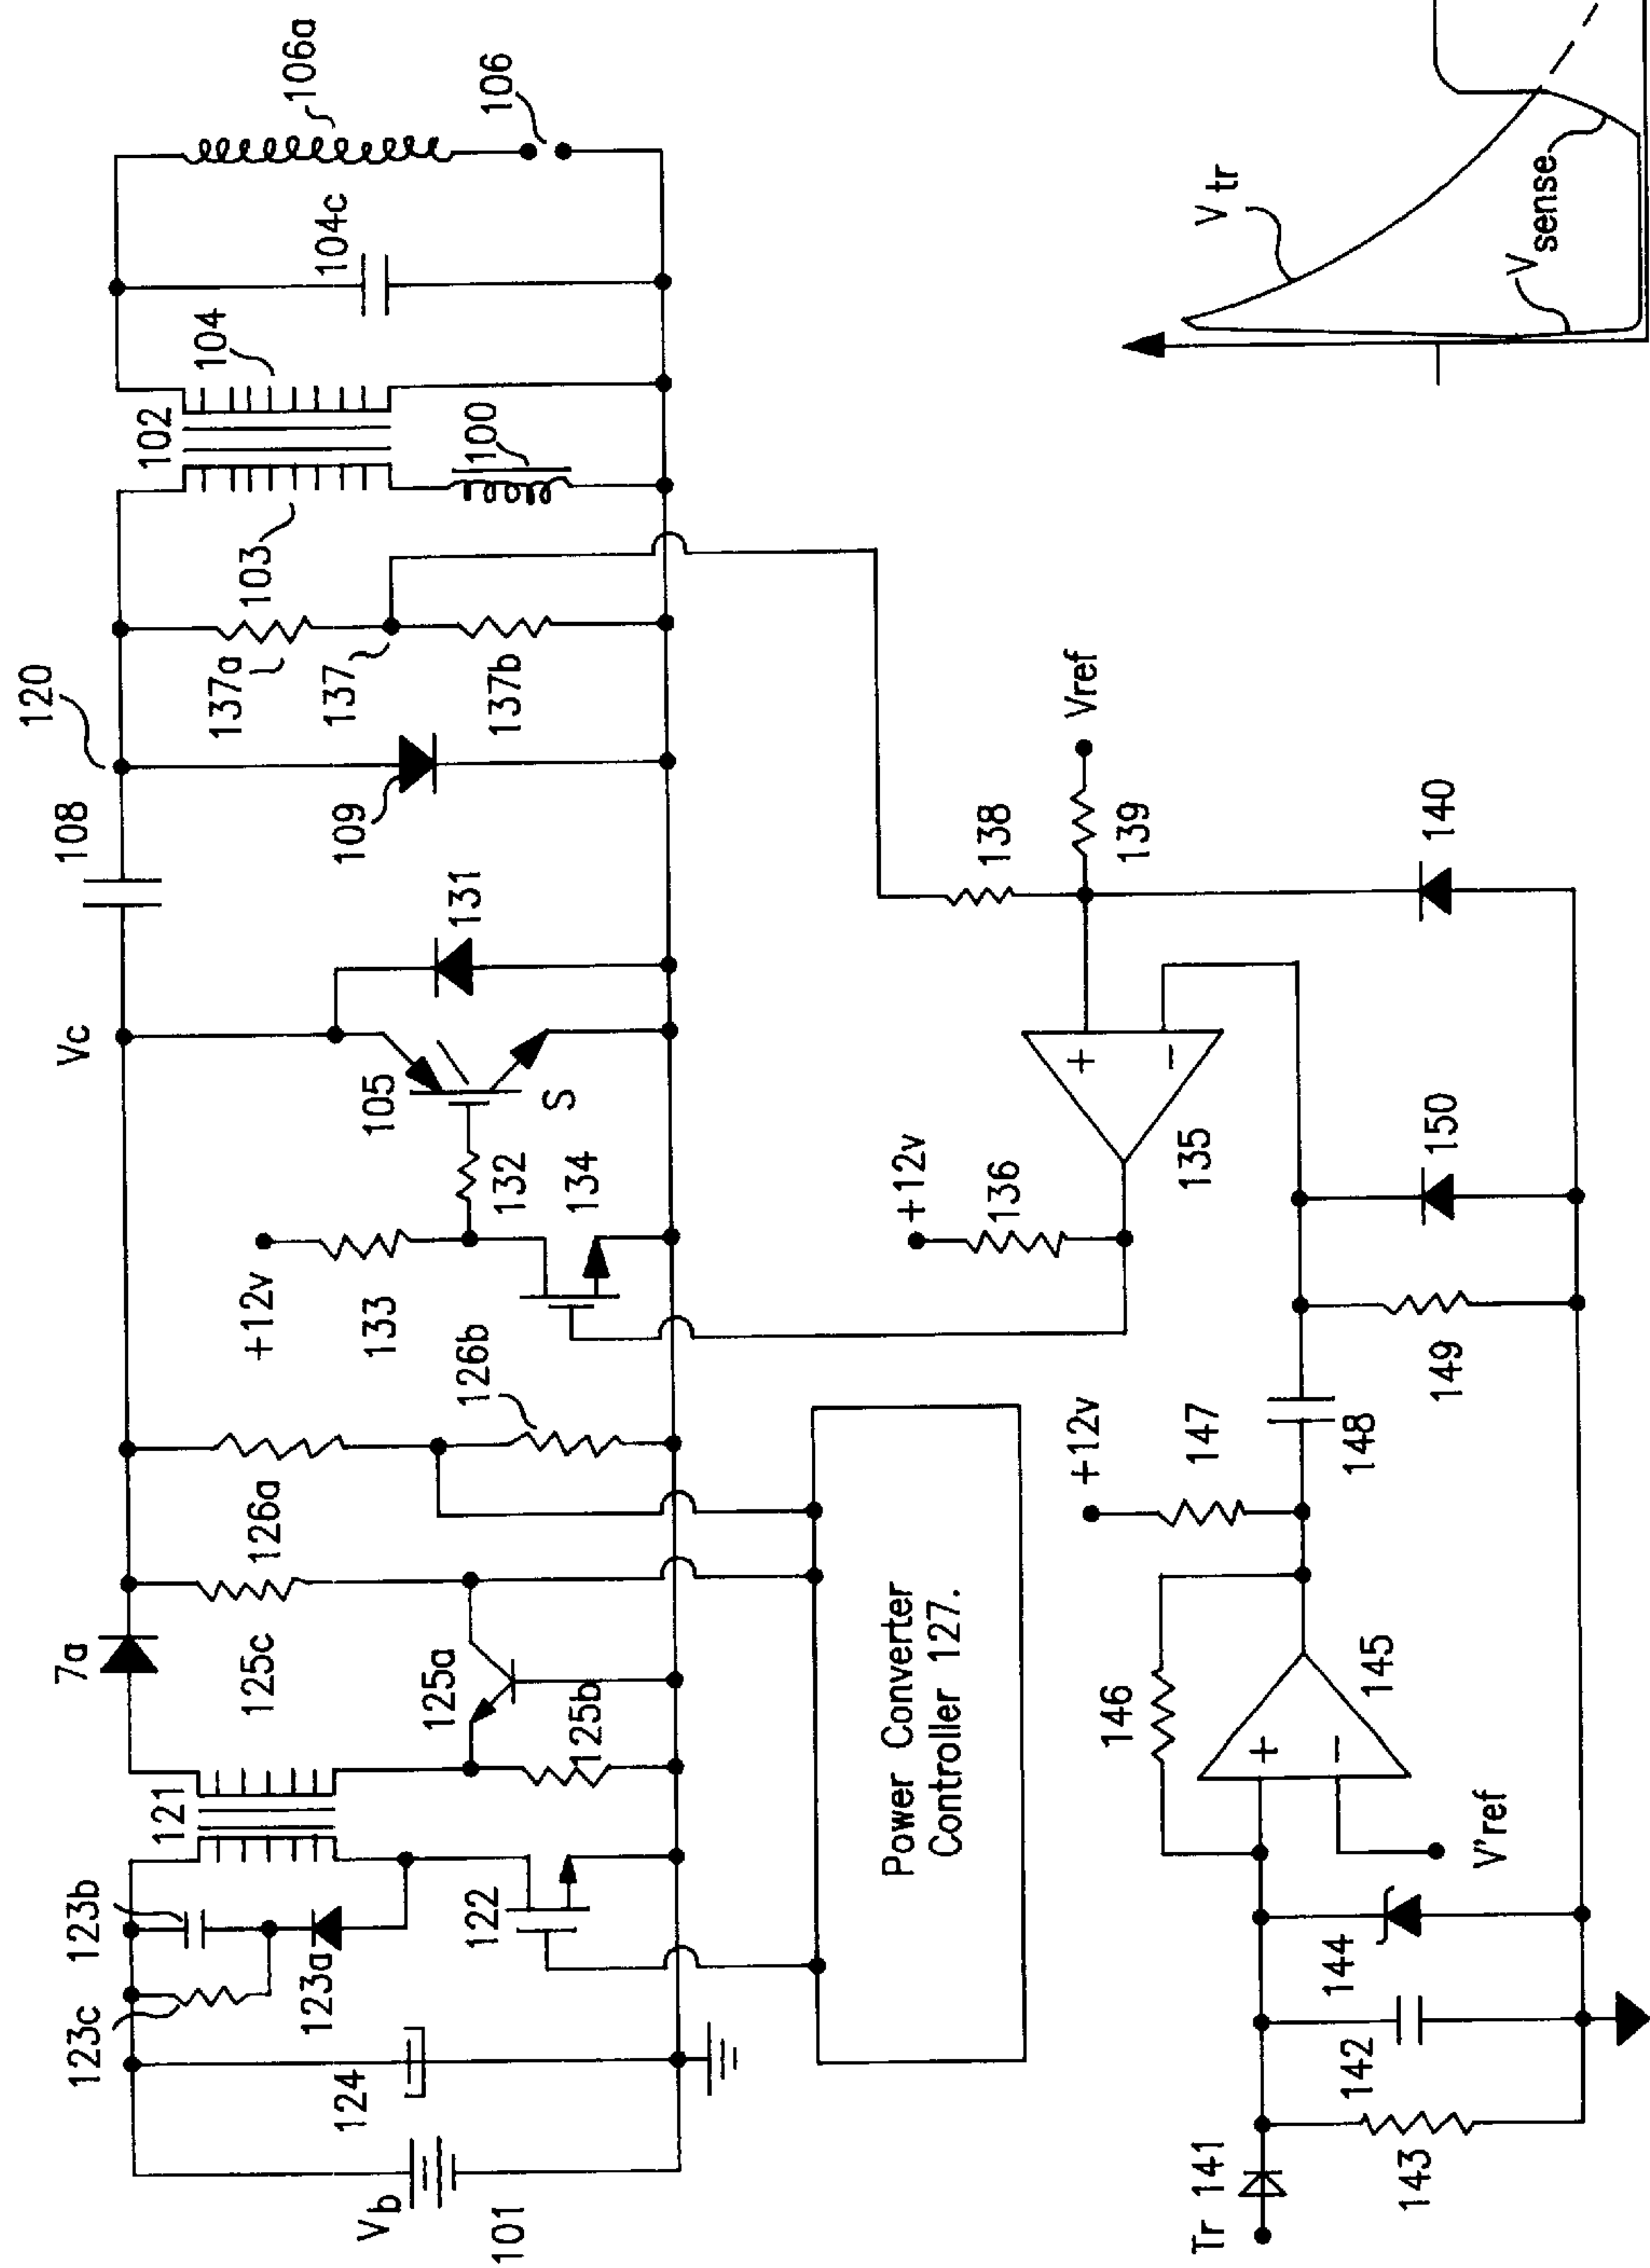 120
108
Vc
7a
121
123b
123c
124
Vb
101
123a
122
125a
125b
125c
126a
126b
+12v
133
132
134
105
S
131
109
137a
137
137b
103
102
104
100
104c
106a
106
Power Converter
Controller 127.
+12v
136
135
+
−
138
139
Vref
140
150
149
148
147
+12v
146
145
+
−
V'ref
144
142
143
Tr 141
Vtr
Vsense